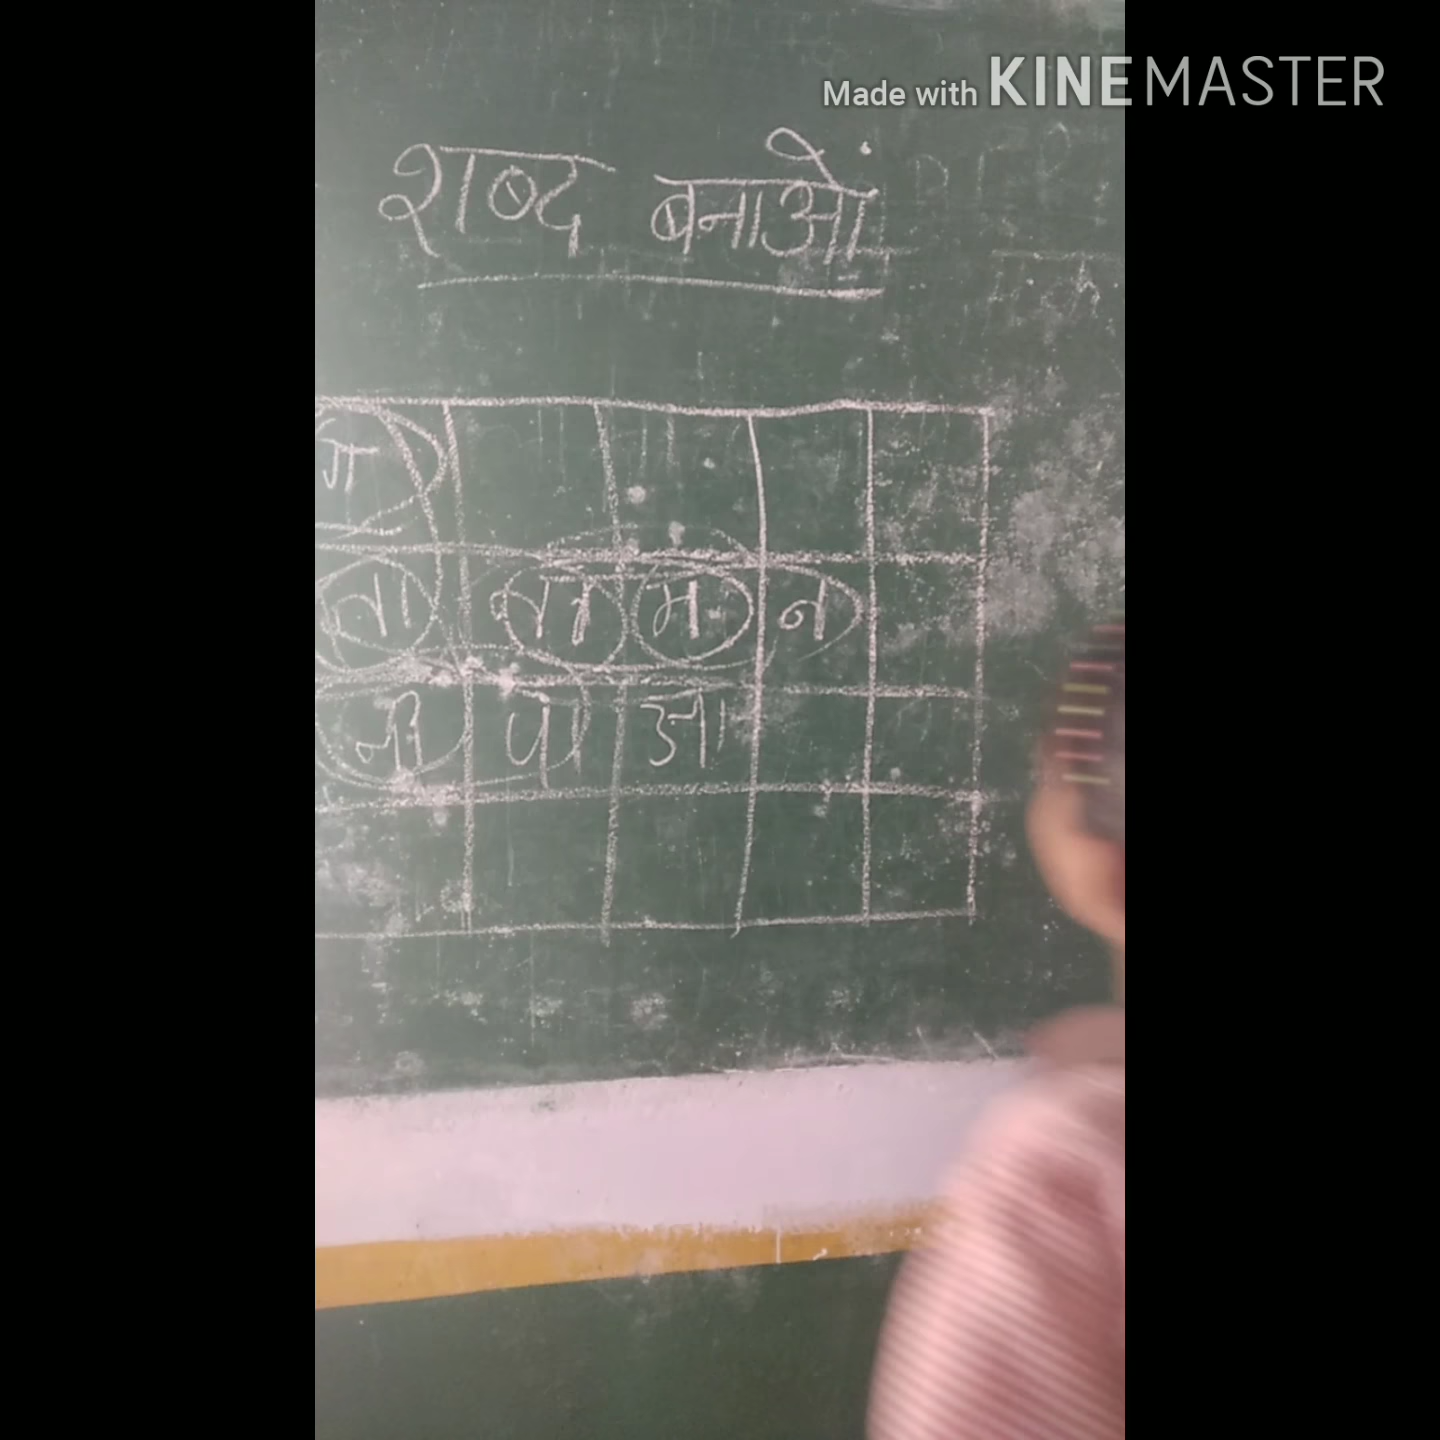 Made with KINEMASTER
शब्द बनाओं
ग
ता ता म न
नी पा आ